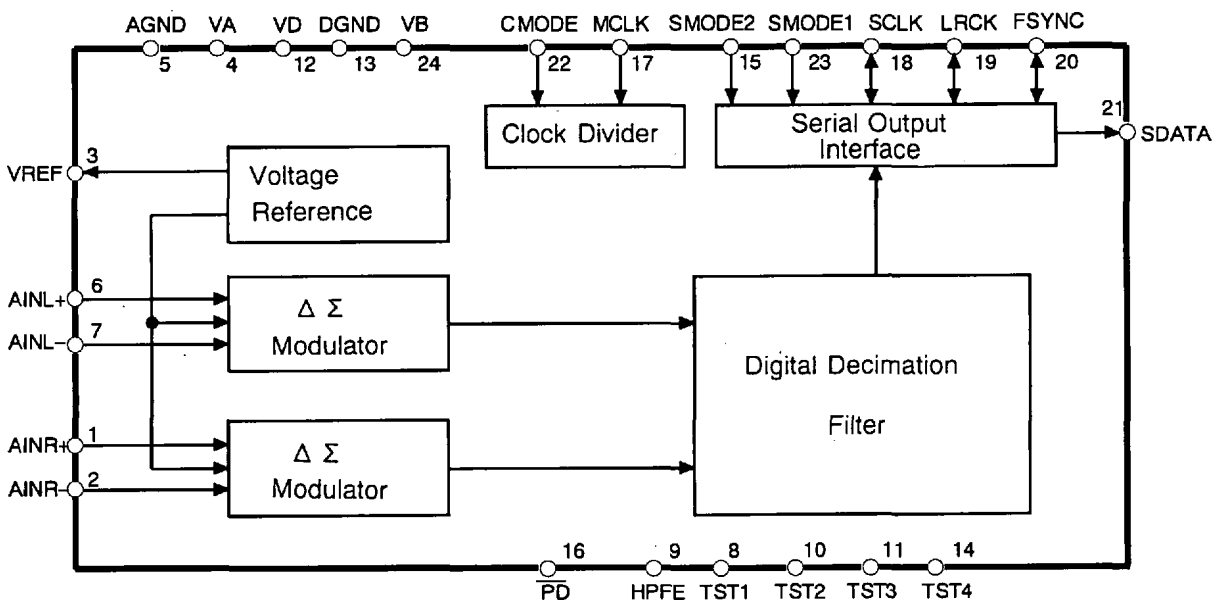 AGND VA VD DGND VB CMODE MCLK SMODE2 SMODE1 SCLK LRCK FSYNC
5 4 12 13 24 22 17 15 23 18 19 20
Clock Divider
Serial Output
Interface
21
SDATA
3
VREF
Voltage
Reference
6
AINL+
7
AINL−
Δ Σ
Modulator
Digital Decimation
Filter
1
AINR+
2
AINR−
Δ Σ
Modulator
16 9 8 10 11 14
P̅D̅ HPFE TST1 TST2 TST3 TST4